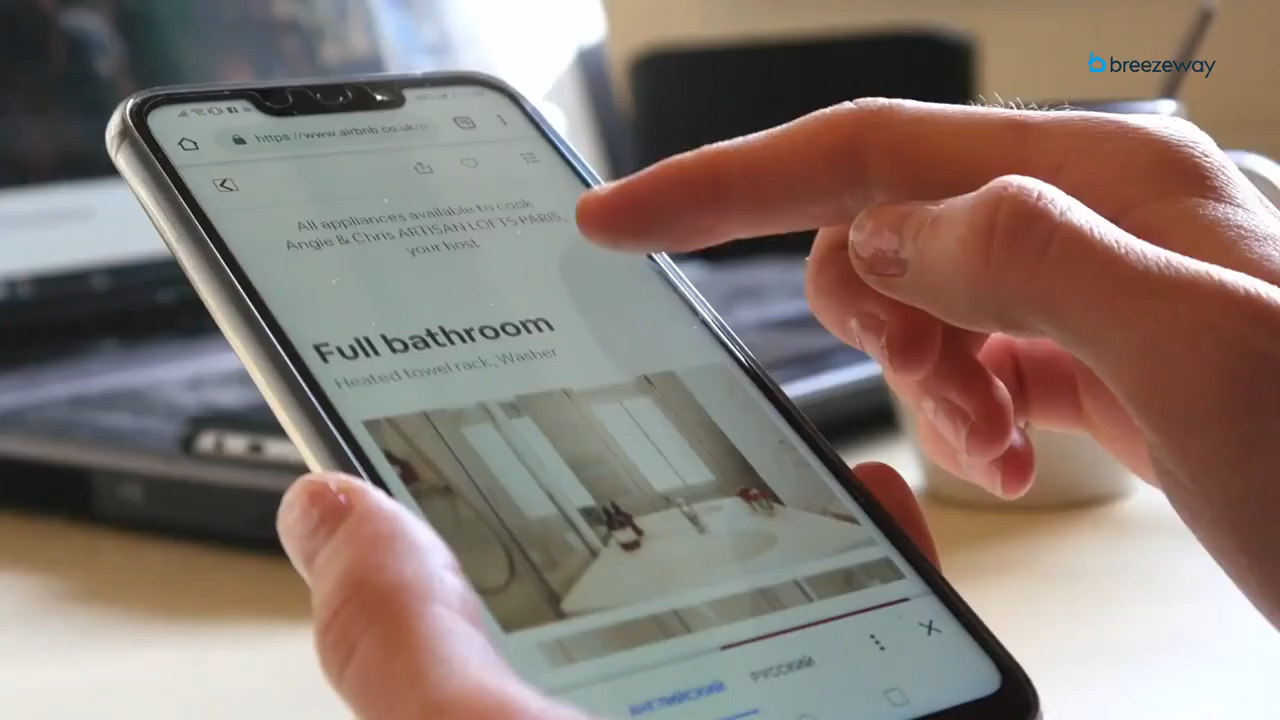 breezeway
https://www.airbnb.co.uk/
All appliances available to cook
Angie & Chris ARTISAN LOFTS PARIS,
your host.
Full bathroom
Heated towel rack, Washer
АНГЛИЙСКИЙ
РУССКИЙ